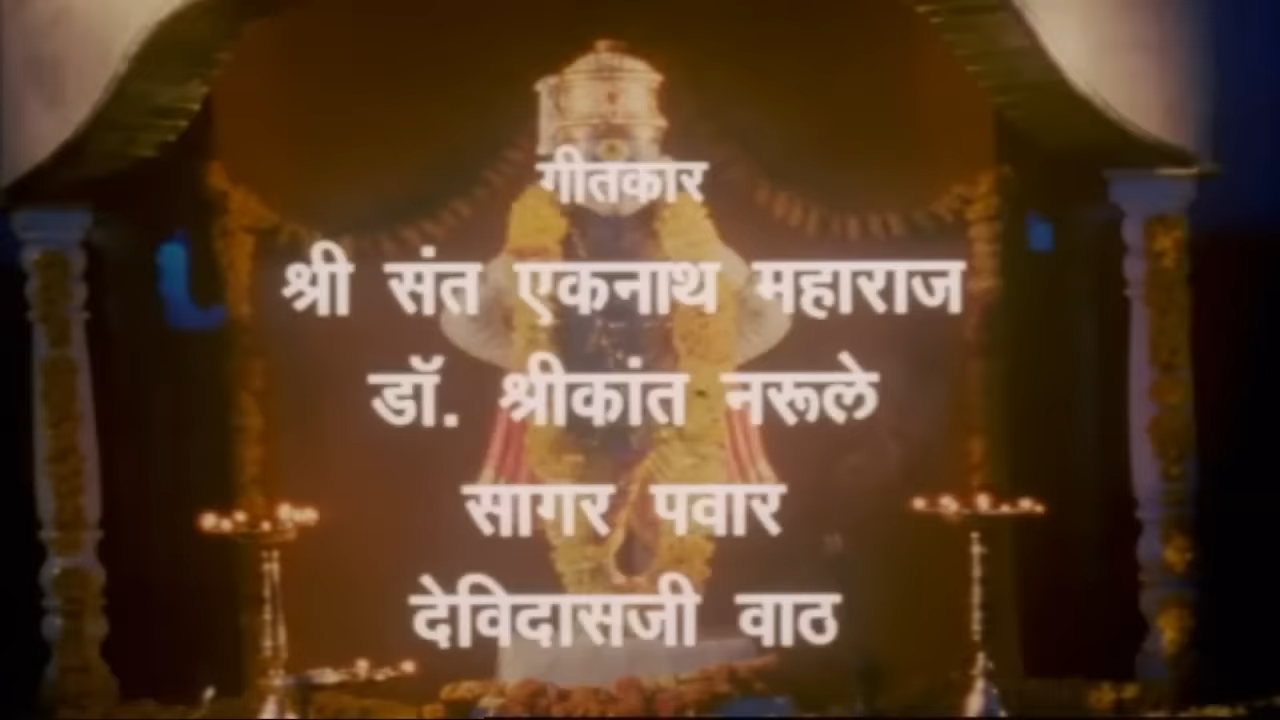 गीतकार
श्री संत एकनाथ महाराज
डॉ. श्रीकांत नरूले
सागर पवार
देविदासजी वाठ